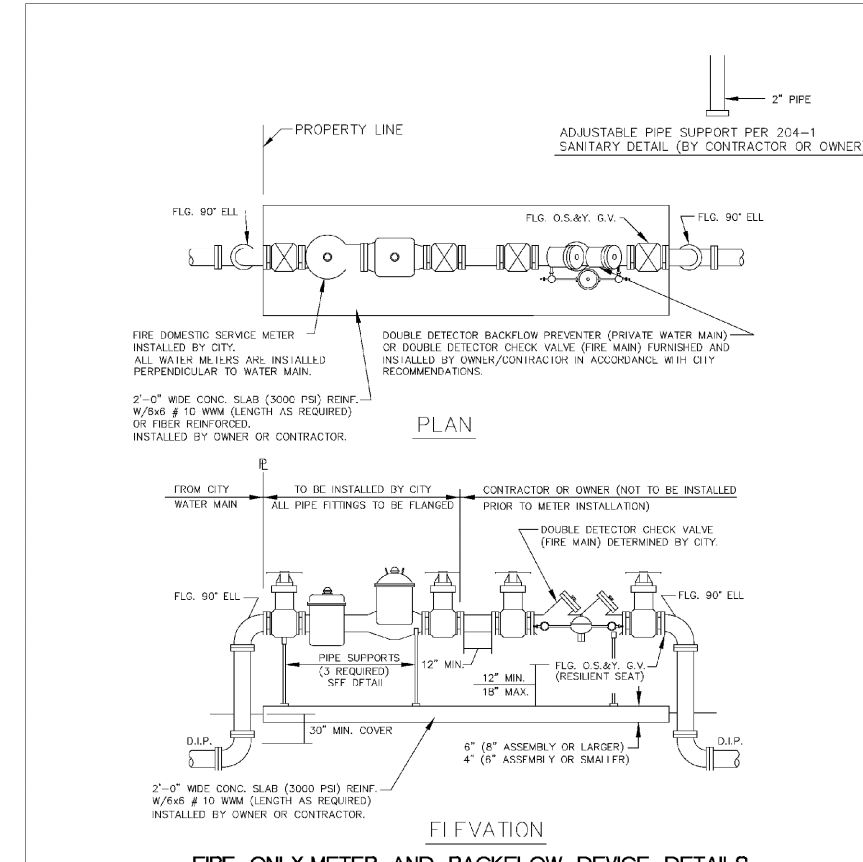 2" PIPE
ADJUSTABLE PIPE SUPPORT PER 204-1
SANITARY DETAIL (BY CONTRACTOR OR OWNER)
PROPERTY LINE
FLG. 90° ELL
FLG. O.S.&Y. G.V.
FLG. 90° ELL
FIRE DOMESTIC SERVICE METER
INSTALLED BY CITY.
ALL WATER METERS ARE INSTALLED
PERPENDICULAR TO WATER MAIN.
DOUBLE DETECTOR BACKFLOW PREVENTER (PRIVATE WATER MAIN)
OR DOUBLE DETECTOR CHECK VALVE (FIRE MAIN) FURNISHED AND
INSTALLED BY OWNER/CONTRACTOR IN ACCORDANCE WITH CITY
RECOMMENDATIONS.
2'-0" WIDE CONC. SLAB (3000 PSI) REINF.
W/6x6 # 10 WWM (LENGTH AS REQUIRED)
OR FIBER REINFORCED.
INSTALLED BY OWNER OR CONTRACTOR.
PLAN
PL
FROM CITY
WATER MAIN
TO BE INSTALLED BY CITY
ALL PIPE FITTINGS TO BE FLANGED
CONTRACTOR OR OWNER (NOT TO BE INSTALLED
PRIOR TO METER INSTALLATION)
DOUBLE DETECTOR CHECK VALVE
(FIRE MAIN) DETERMINED BY CITY.
FLG. 90° ELL
FLG. 90° ELL
PIPE SUPPORTS
(3 REQUIRED)
SEE DETAIL
12" MIN.
12" MIN.
18" MAX.
FLG. O.S.&Y. G.V.
(RESILIENT SEAT)
30" MIN. COVER
D.I.P.
D.I.P.
6" (8" ASSEMBLY OR LARGER)
4" (6" ASSEMBLY OR SMALLER)
2'-0" WIDE CONC. SLAB (3000 PSI) REINF.
W/6x6 # 10 WWM (LENGTH AS REQUIRED)
INSTALLED BY OWNER OR CONTRACTOR.
ELEVATION
FIRE ONLY METER AND BACKFLOW DEVICE DETAILS